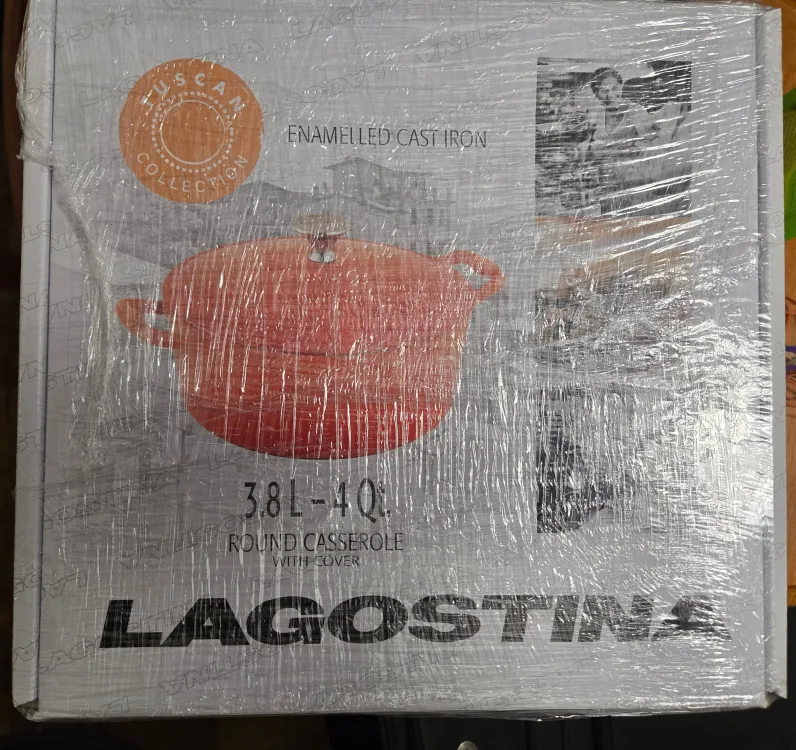 TUSCAN
COLLECTION
ENAMELLED CAST IRON
3.8 L – 4 Qt.
ROUND CASSEROLE
WITH COVER
LAGOSTINA